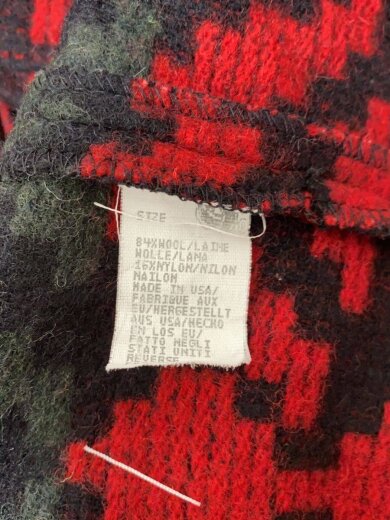 SIZE
84%WOOL/LAINE
WOLLE/LANA
16%NYLON/NILON
NAILON
MADE IN USA/
FABRIQUE AUX
EU/HERGESTELLT
AUS USA/HECKO
EN LOS EU/
FATTO NEGLI
STATI UNITI
REVERSE